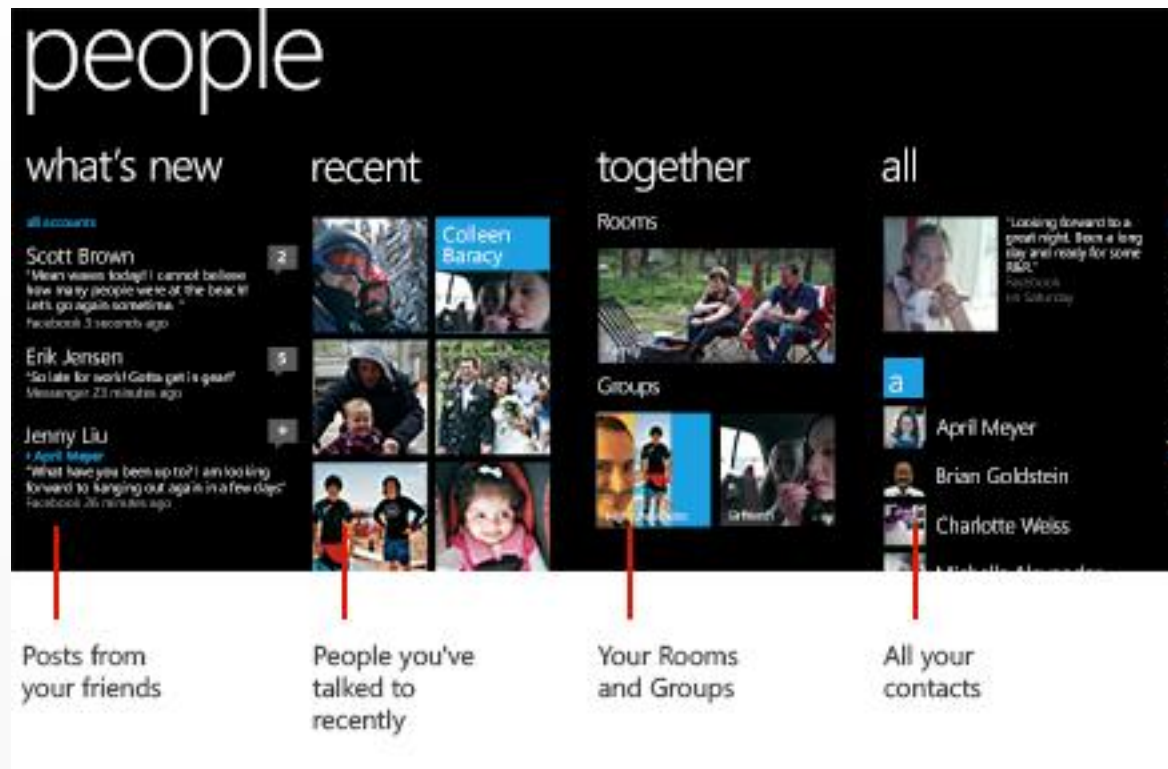 people
what's new
all accounts
Scott Brown
2
"Mean waves today!! I cannot believe
how many people were at the beach!
Let's go again sometime. "
Facebook 3 seconds ago
Erik Jensen
5
"So late for work! Gotta get in gear!"
Messenger 23 minutes ago
Jenny Liu
April Meyer
"What have you been up to? I am looking
forward to hanging out again in a few days"
Facebook 26 minutes ago
recent
Colleen
Baracy
together
Rooms
Groups
all
"Looking forward to a
great night. Been a long
day and ready for some
R&R."
Facebook
on Saturday
a
April Meyer
Brian Goldstein
Charlotte Weiss
Posts from
your friends
People you've
talked to
recently
Your Rooms
and Groups
All your
contacts